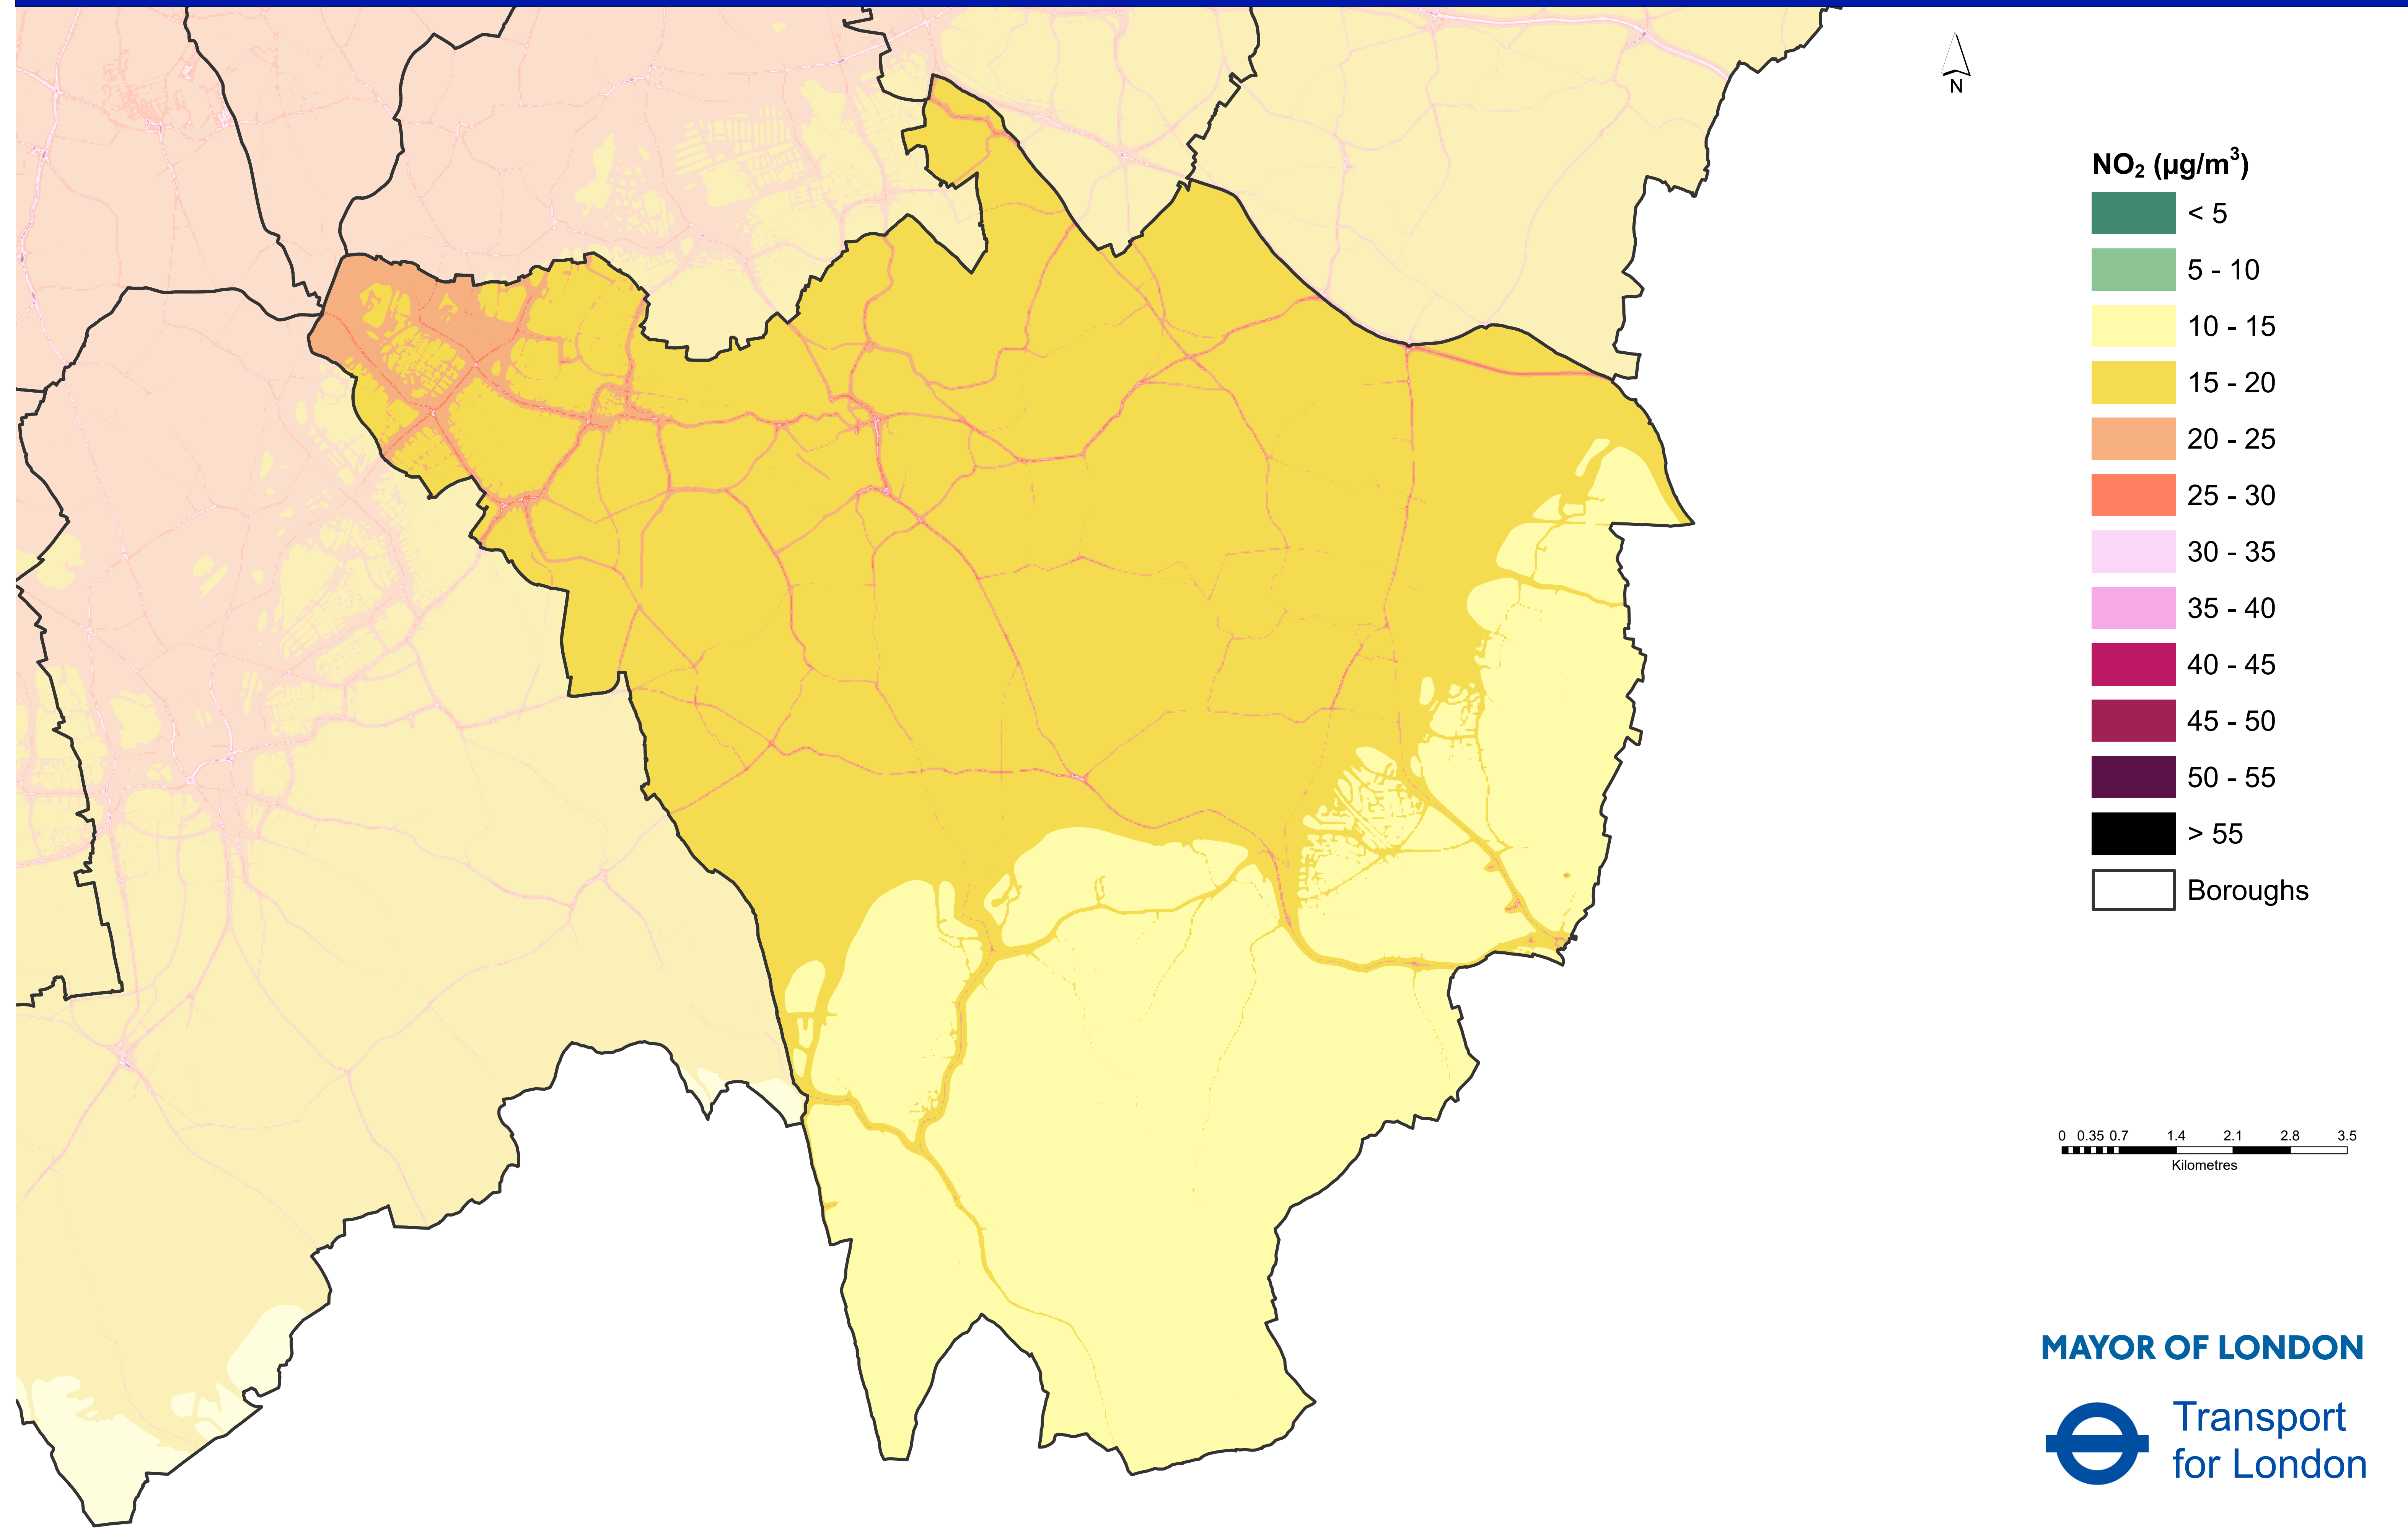 N
NO₂ (µg/m³)
< 5
5 - 10
10 - 15
15 - 20
20 - 25
25 - 30
30 - 35
35 - 40
40 - 45
45 - 50
50 - 55
> 55
Boroughs
0 0.35 0.7 1.4 2.1 2.8 3.5
Kilometres
MAYOR OF LONDON
Transport
for London